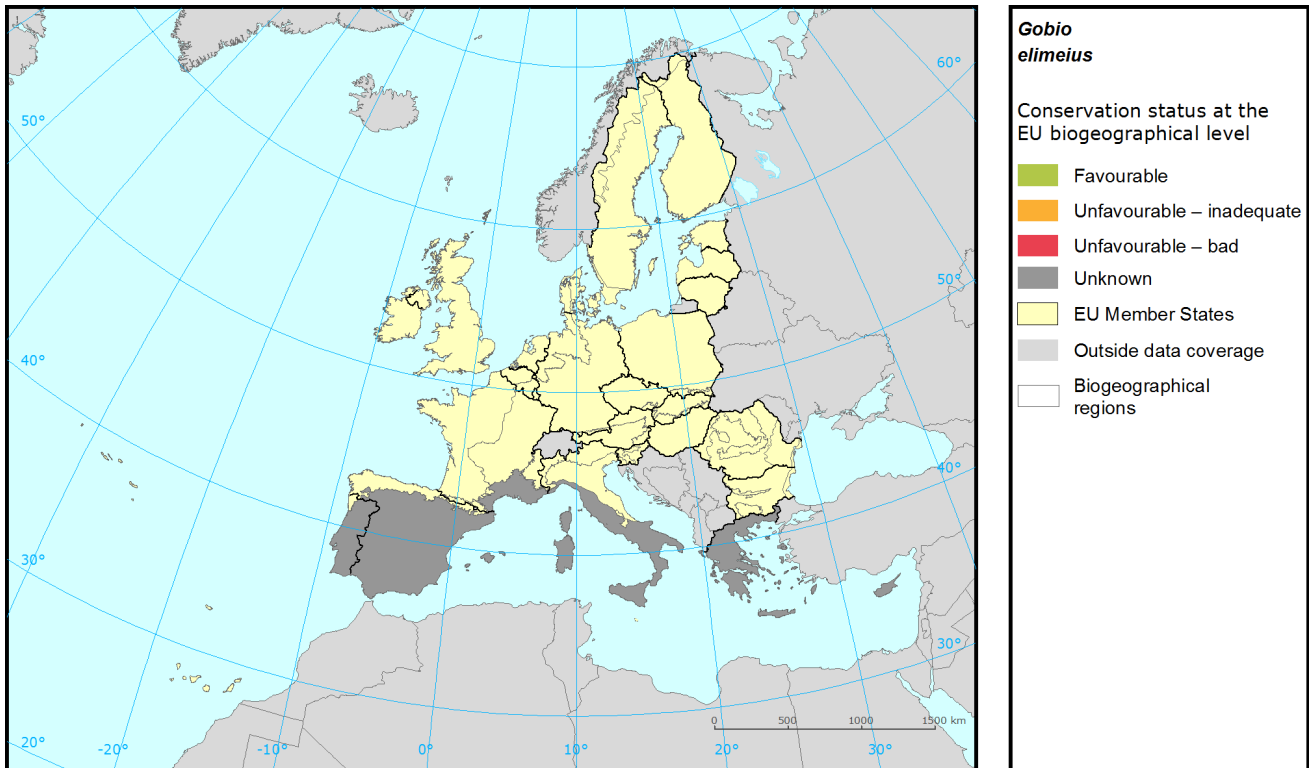 Gobio
elimeius
Conservation status at the
EU biogeographical level
Favourable
Unfavourable – inadequate
Unfavourable – bad
Unknown
EU Member States
Outside data coverage
Biogeographical
regions
60°
50°
50°
40°
40°
30°
30°
20°
-20°
-10°
0°
10°
20°
30°
0 500 1000 1500 km